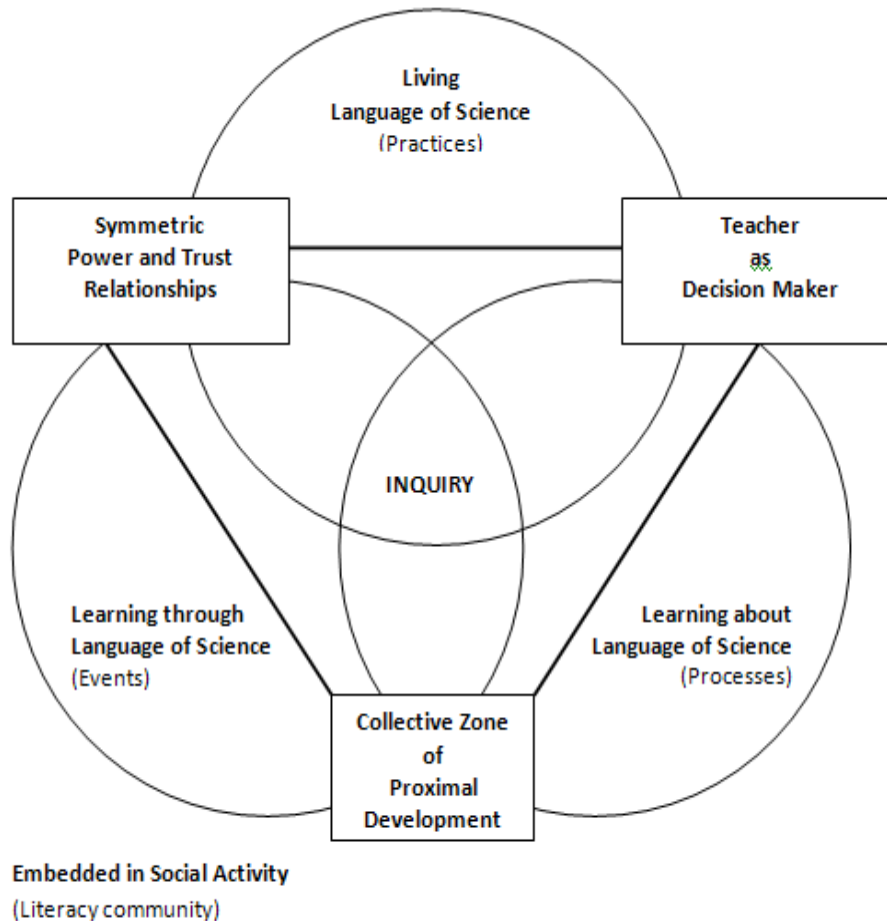 Living
Language of Science
(Practices)
Symmetric
Power and Trust
Relationships
Teacher
as
Decision Maker
INQUIRY
Learning through
Language of Science
(Events)
Learning about
Language of Science
(Processes)
Collective Zone
of
Proximal
Development
Embedded in Social Activity
(Literacy community)